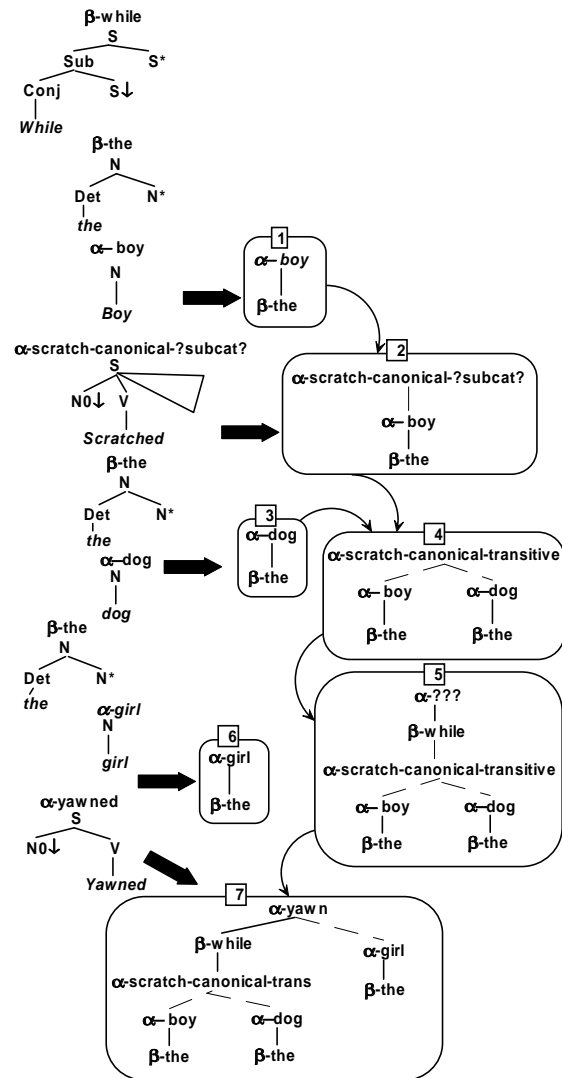 β-while
S
Sub S*
Conj S↓
While
β-the
N
Det N*
the
α-boy
N
Boy
1
α-boy
β-the
α-scratch-canonical-?subcat?
S
N0↓ V
Scratched
2
α-scratch-canonical-?subcat?
α-boy
β-the
β-the
N
Det N*
the
α-dog
N
dog
3
α-dog
β-the
4
α-scratch-canonical-transitive
α-boy α-dog
β-the β-the
β-the
N
Det N*
the
α-girl
N
girl
5
α-???
β-while
α-scratch-canonical-transitive
α-boy α-dog
β-the β-the
6
α-girl
β-the
α-yawned
S
N0↓ V
Yawned
7
α-yawn
β-while α-girl
α-scratch-canonical-trans β-the
α-boy α-dog
β-the β-the